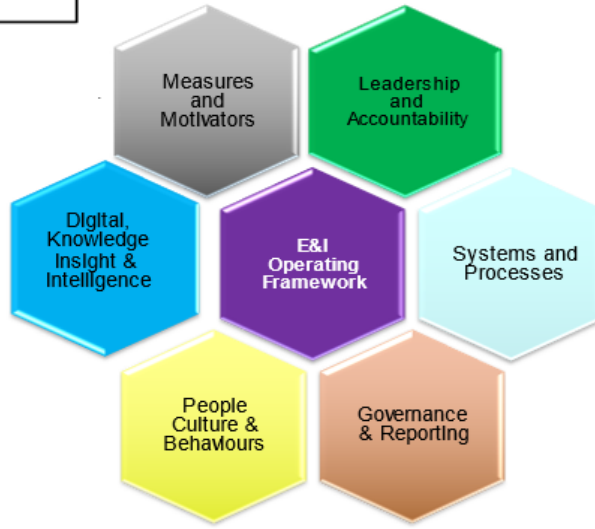 Measures
and
Motivators
Leadership
and
Accountability
Digital,
Knowledge
Insight &
Intelligence
E&I
Operating
Framework
Systems and
Processes
People
Culture &
Behaviours
Governance
& Reporting